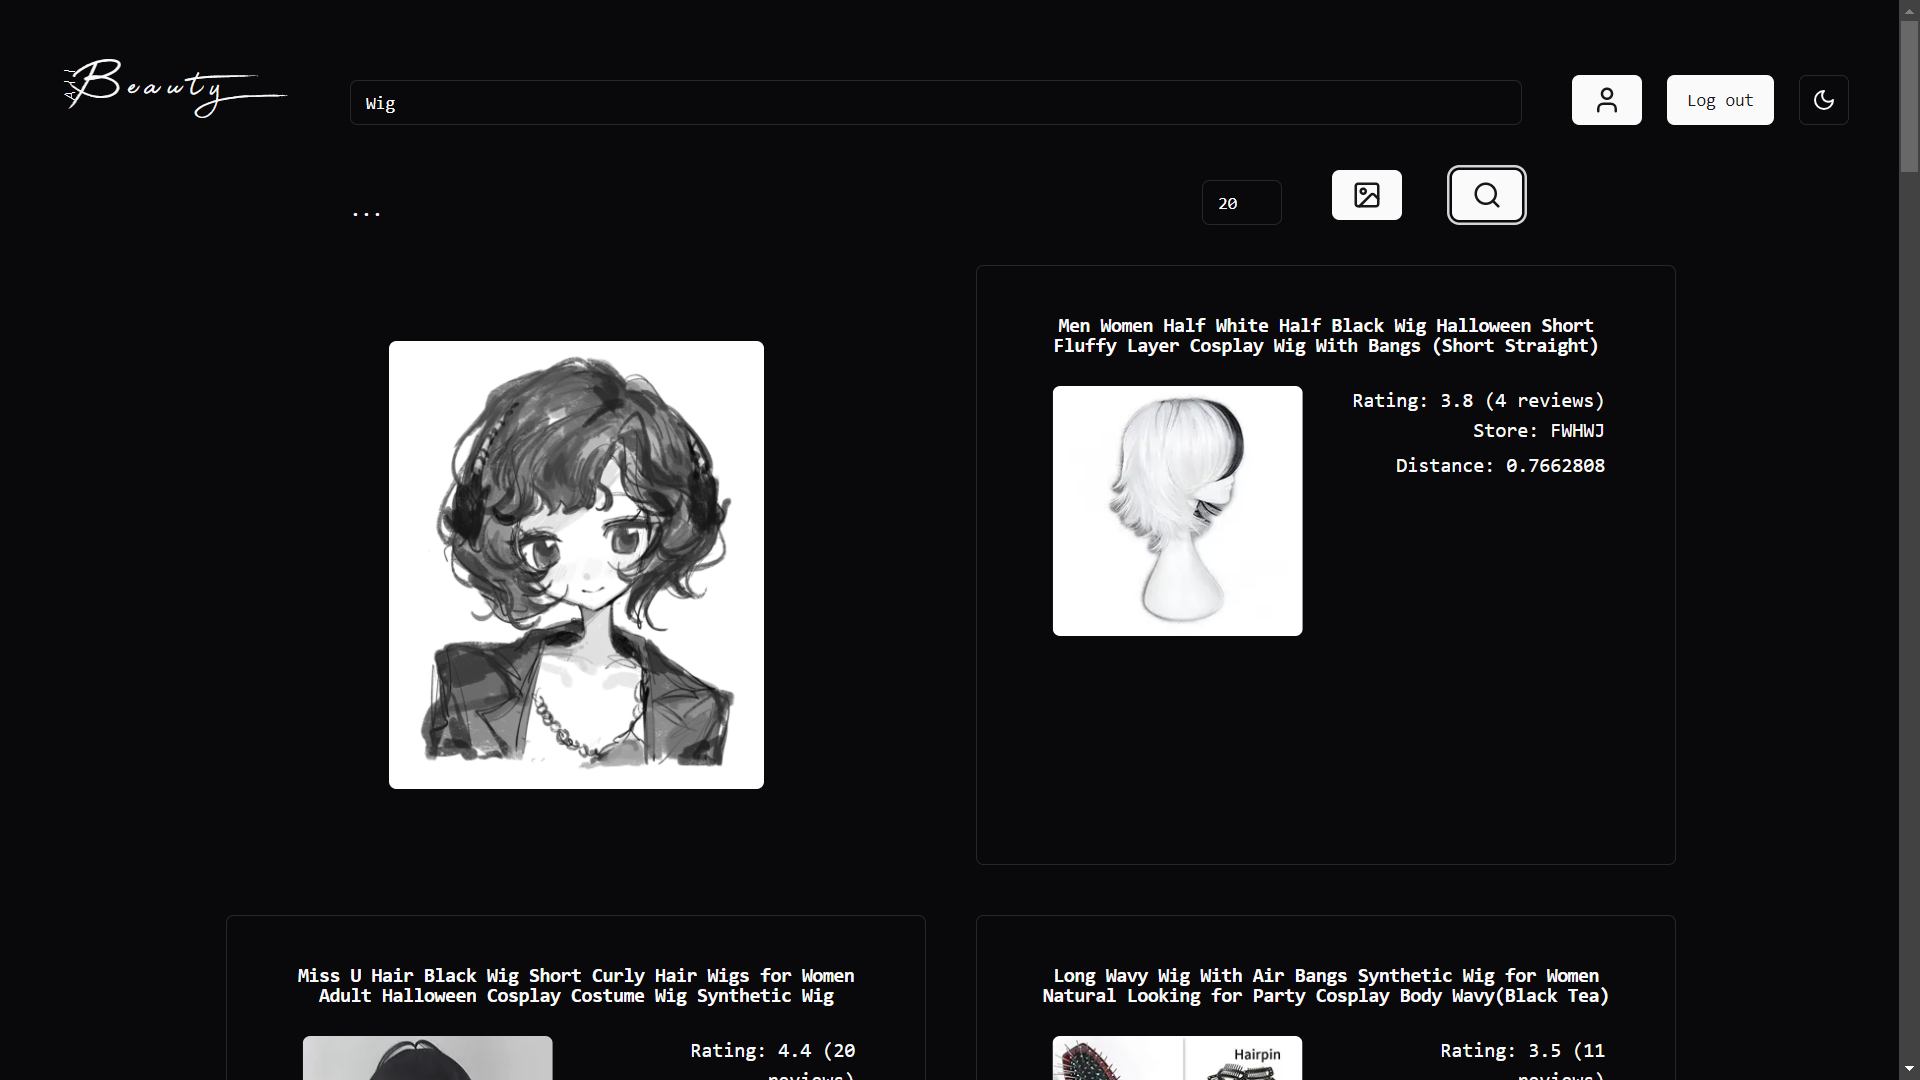 All Beauty
Wig
Log out
...
20
Men Women Half White Half Black Wig Halloween Short
Fluffy Layer Cosplay Wig With Bangs (Short Straight)
Rating: 3.8 (4 reviews)
Store: FWHWJ
Distance: 0.7662808
Miss U Hair Black Wig Short Curly Hair Wigs for Women
Adult Halloween Cosplay Costume Wig Synthetic Wig
Rating: 4.4 (20
reviews)
Long Wavy Wig With Air Bangs Synthetic Wig for Women
Natural Looking for Party Cosplay Body Wavy(Black Tea)
Hairpin
Rating: 3.5 (11
reviews)